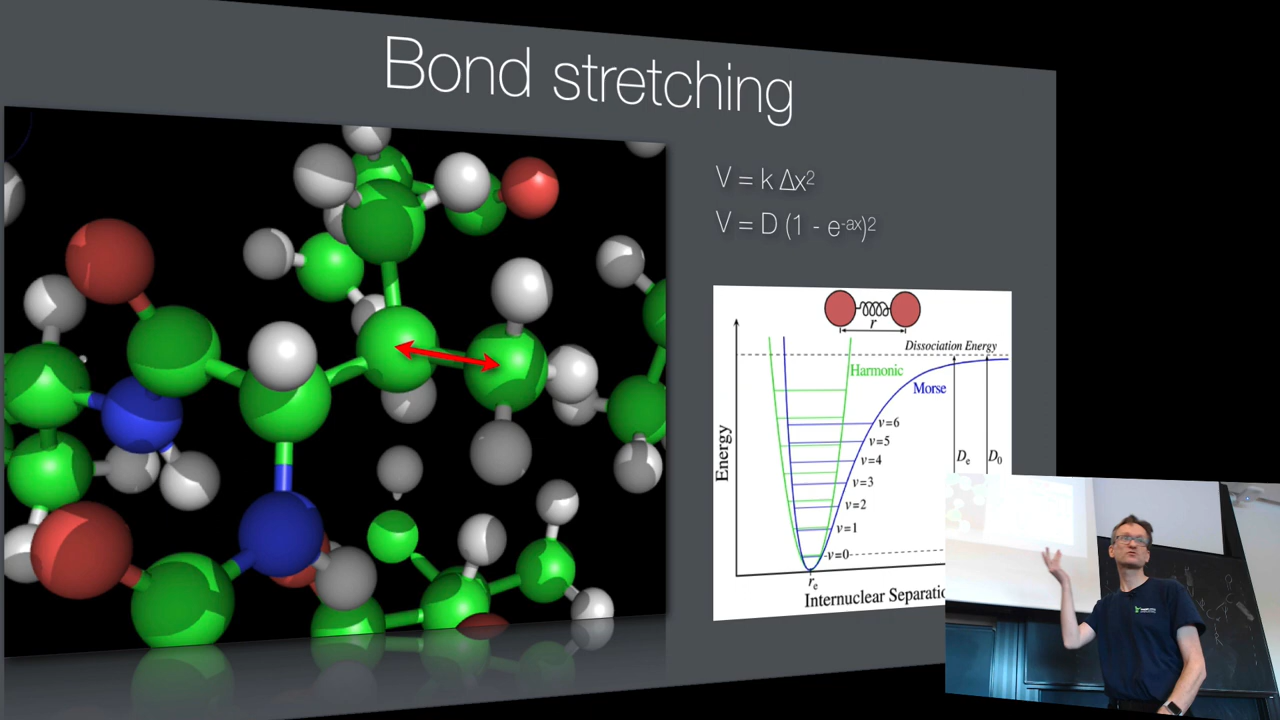 Bond stretching
V = k Δx²
V = D (1 - e⁻ᵃˣ)²
r
Dissociation Energy
Harmonic
Morse
v=6
v=5
v=4
v=3
v=2
v=1
v=0
Dₑ
D₀
Energy
rₑ
Internuclear